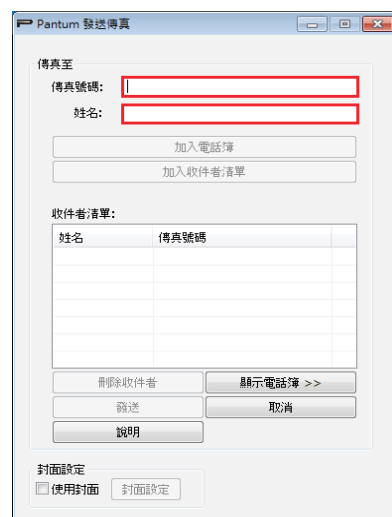 Pantum 發送傳真
傳真至
傳真號碼:
姓名:
加入電話簿
加入收件者清單
收件者清單:
姓名 傳真號碼
刪除收件者 顯示電話簿 >>
發送 取消
說明
封面設定
使用封面 封面設定